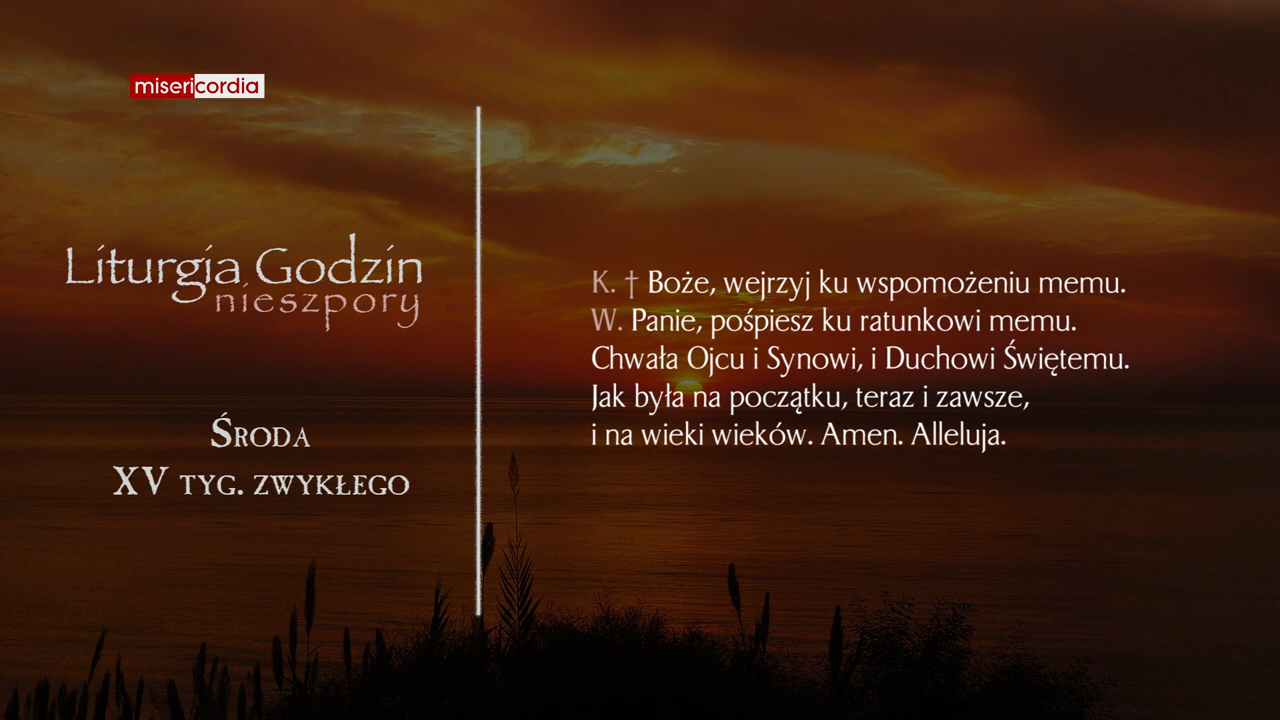 misericordia
Liturgia Godzin
nieszpory
Środa
XV tyg. zwykłego
K. † Boże, wejrzyj ku wspomożeniu memu.
W. Panie, pośpiesz ku ratunkowi memu.
Chwała Ojcu i Synowi, i Duchowi Świętemu.
Jak była na początku, teraz i zawsze,
i na wieki wieków. Amen. Alleluja.